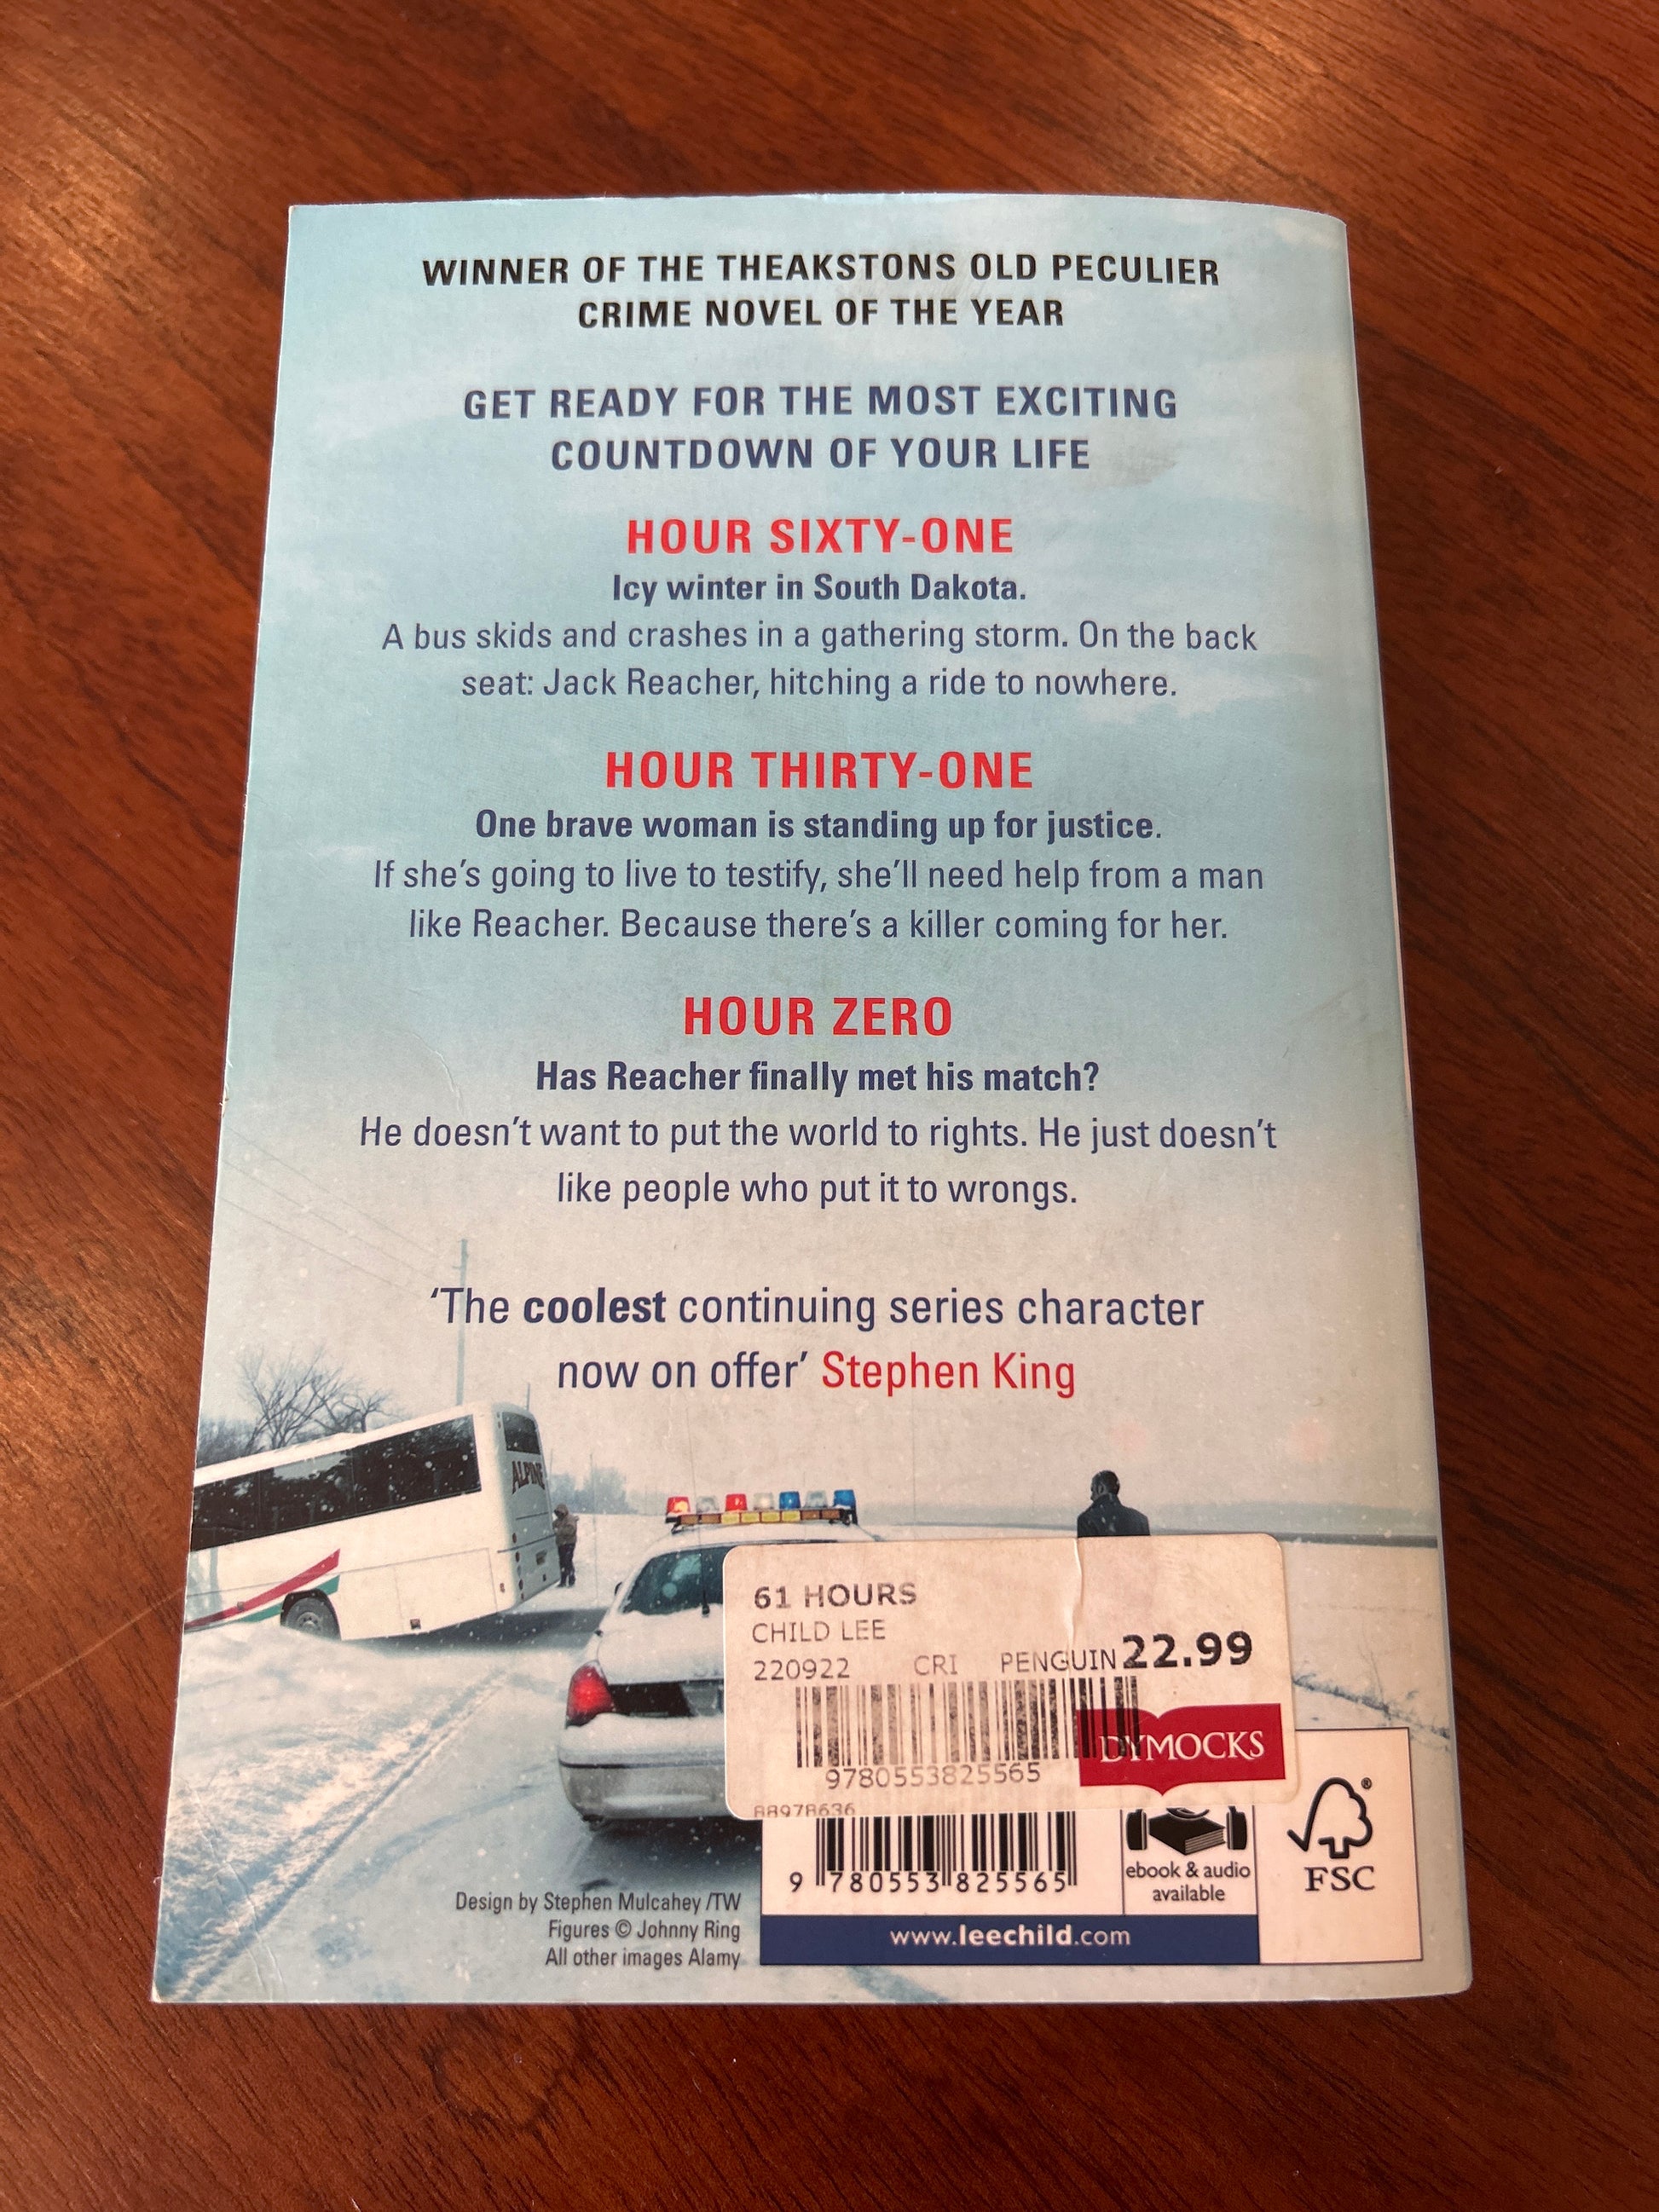 WINNER OF THE THEAKSTONS OLD PECULIER
CRIME NOVEL OF THE YEAR
GET READY FOR THE MOST EXCITING
COUNTDOWN OF YOUR LIFE
HOUR SIXTY-ONE
Icy winter in South Dakota.
A bus skids and crashes in a gathering storm. On the back
seat: Jack Reacher, hitching a ride to nowhere.
HOUR THIRTY-ONE
One brave woman is standing up for justice.
If she’s going to live to testify, she’ll need help from a man
like Reacher. Because there’s a killer coming for her.
HOUR ZERO
Has Reacher finally met his match?
He doesn’t want to put the world to rights. He just doesn’t
like people who put it to wrongs.
‘The coolest continuing series character
now on offer’ Stephen King
ALPINE
61 HOURS
CHILD LEE
220922 CRI PENGUIN 22.99
DYMOCKS
9780553825565
88978636
9 780553 825565
ebook & audio
available
® FSC
www.leechild.com
Design by Stephen Mulcahey /TW
Figures © Johnny Ring
All other images Alamy